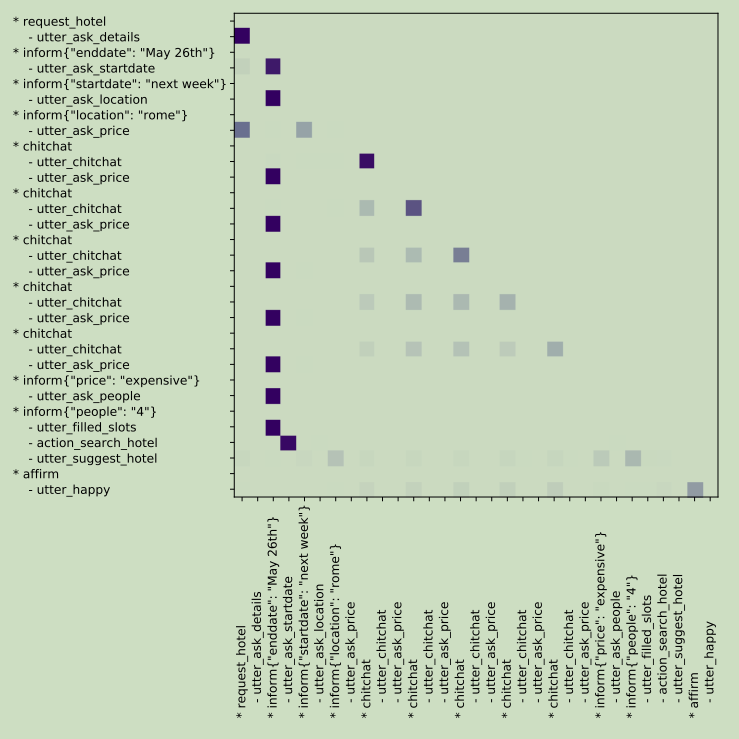 * request_hotel
- utter_ask_details
* inform{"enddate": "May 26th"}
- utter_ask_startdate
* inform{"startdate": "next week"}
- utter_ask_location
* inform{"location": "rome"}
- utter_ask_price
* chitchat
- utter_chitchat
- utter_ask_price
* chitchat
- utter_chitchat
- utter_ask_price
* chitchat
- utter_chitchat
- utter_ask_price
* chitchat
- utter_chitchat
- utter_ask_price
* chitchat
- utter_chitchat
- utter_ask_price
* inform{"price": "expensive"}
- utter_ask_people
* inform{"people": "4"}
- utter_filled_slots
- action_search_hotel
- utter_suggest_hotel
* affirm
- utter_happy
* request_hotel
- utter_ask_details
* inform{"enddate": "May 26th"}
- utter_ask_startdate
* inform{"startdate": "next week"}
- utter_ask_location
* inform{"location": "rome"}
- utter_ask_price
* chitchat
- utter_chitchat
- utter_ask_price
* chitchat
- utter_chitchat
- utter_ask_price
* chitchat
- utter_chitchat
- utter_ask_price
* chitchat
- utter_chitchat
- utter_ask_price
* chitchat
- utter_chitchat
- utter_ask_price
* inform{"price": "expensive"}
- utter_ask_people
* inform{"people": "4"}
- utter_filled_slots
- action_search_hotel
- utter_suggest_hotel
* affirm
- utter_happy